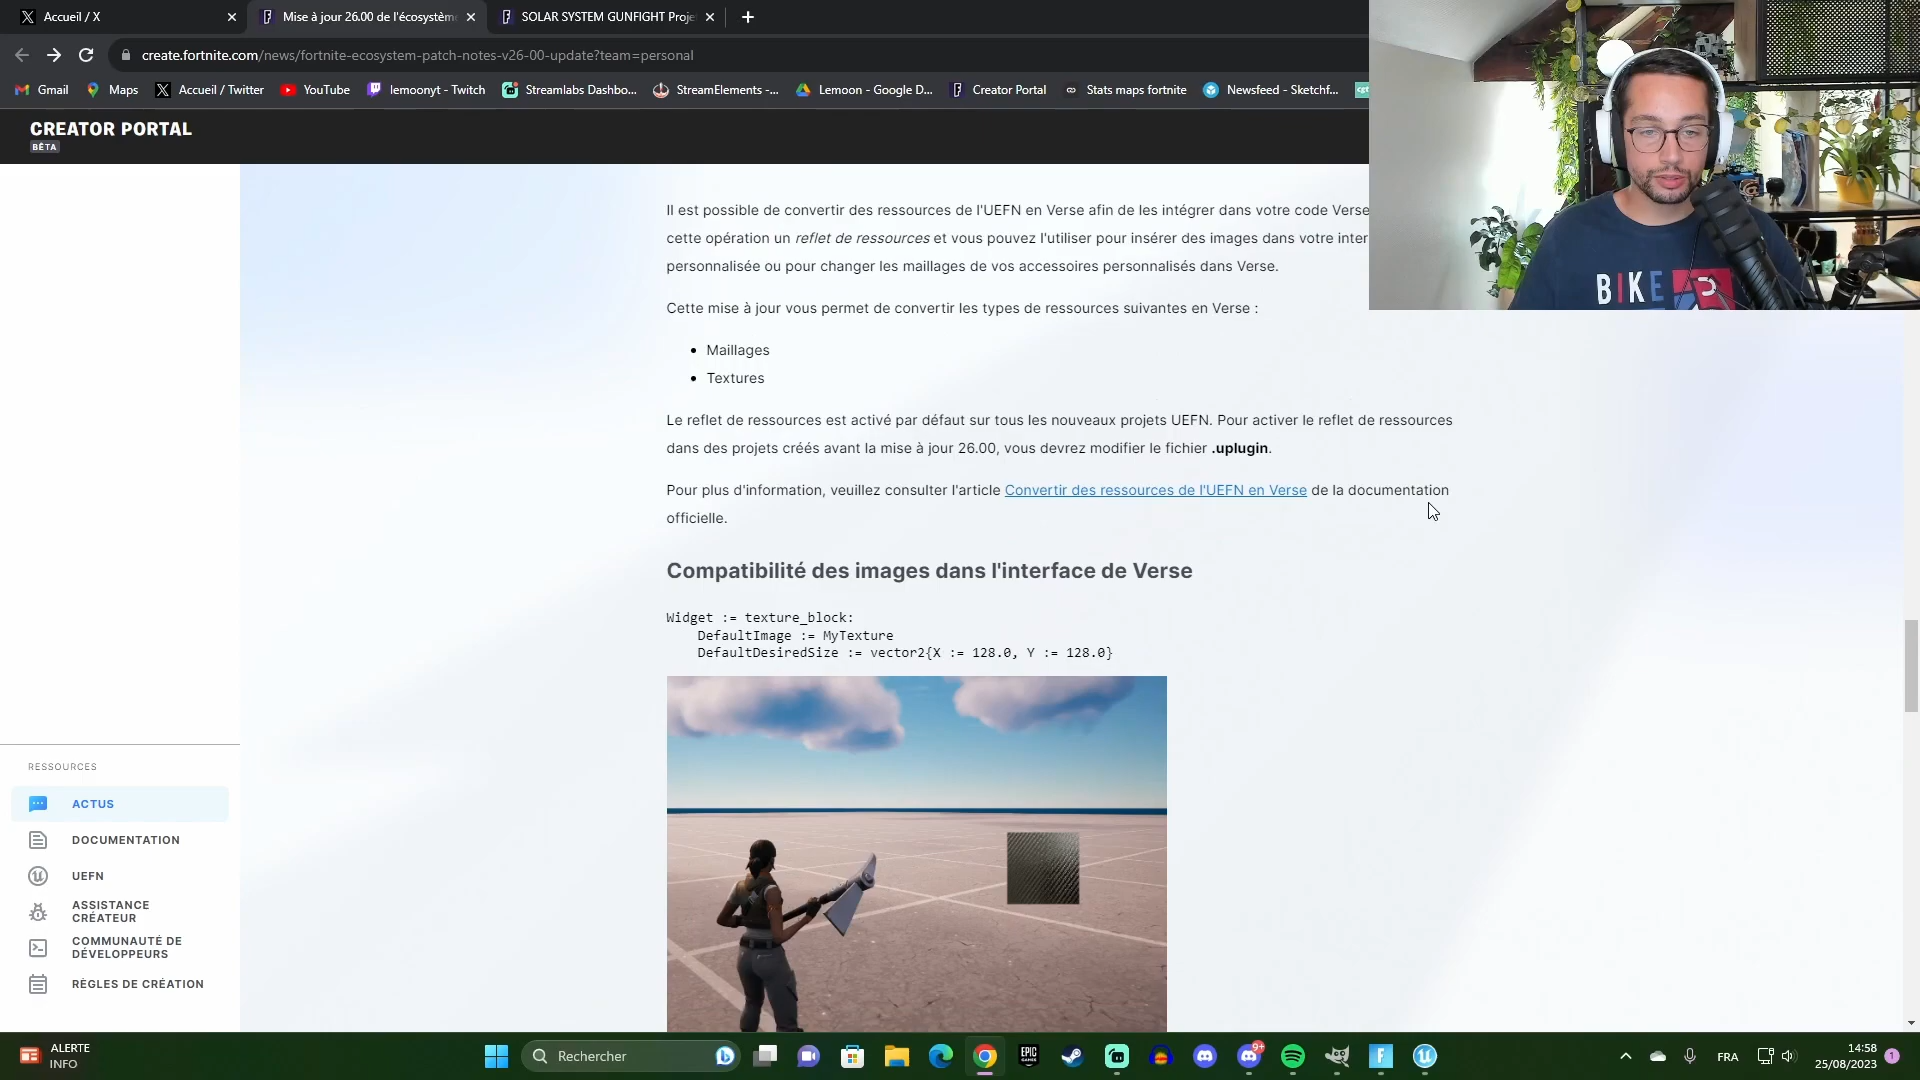 Accueil / X
Mise à jour 26.00 de l'écosystème
SOLAR SYSTEM GUNFIGHT Proje
create.fortnite.com/news/fortnite-ecosystem-patch-notes-v26-00-update?team=personal
Gmail
Maps
Accueil / Twitter
YouTube
lemoonyt - Twitch
Streamlabs Dashbo...
StreamElements -...
Lemoon - Google D...
Creator Portal
Stats maps fortnite
Newsfeed - Sketchf...
CREATOR PORTAL
BÊTA
Il est possible de convertir des ressources de l'UEFN en Verse afin de les intégrer dans votre code Verse
cette opération un reflet de ressources et vous pouvez l'utiliser pour insérer des images dans votre inter
personnalisée ou pour changer les maillages de vos accessoires personnalisés dans Verse.
Cette mise à jour vous permet de convertir les types de ressources suivantes en Verse :
• Maillages
• Textures
Le reflet de ressources est activé par défaut sur tous les nouveaux projets UEFN. Pour activer le reflet de ressources
dans des projets créés avant la mise à jour 26.00, vous devrez modifier le fichier .uplugin.
Pour plus d'information, veuillez consulter l'article Convertir des ressources de l'UEFN en Verse de la documentation
officielle.
Compatibilité des images dans l'interface de Verse
Widget := texture_block:
DefaultImage := MyTexture
DefaultDesiredSize := vector2{X := 128.0, Y := 128.0}
RESSOURCES
ACTUS
DOCUMENTATION
UEFN
ASSISTANCE
CRÉATEUR
COMMUNAUTÉ DE
DÉVELOPPEURS
RÈGLES DE CRÉATION
BIKE
ALERTE
INFO
Rechercher
EPIC
GAMES
9+
FRA
14:58
25/08/2023
1